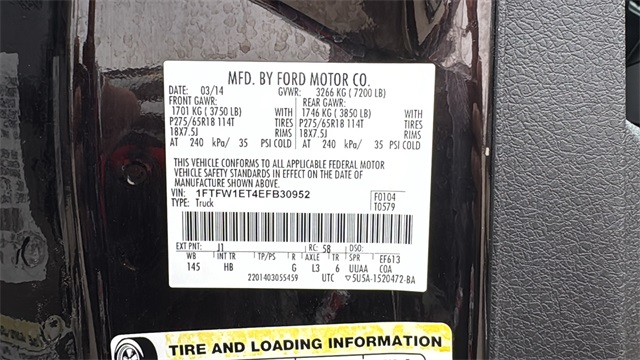 MFD. BY FORD MOTOR CO.
DATE: 03/14 GVWR: 3266 KG ( 7200 LB)
FRONT GAWR: REAR GAWR:
1701 KG ( 3750 LB) WITH 1746 KG ( 3850 LB) WITH
P275/65R18 114T TIRES P275/65R18 114T TIRES
18X7.5J RIMS 18X7.5J RIMS
AT 240 kPa/ 35 PSI COLD AT 240 kPa/ 35 PSI COLD
THIS VEHICLE CONFORMS TO ALL APPLICABLE FEDERAL MOTOR
VEHICLE SAFETY STANDARDS IN EFFECT ON THE DATE OF
MANUFACTURE SHOWN ABOVE.
VIN: 1FTFW1ET4EFB30952 F0104
TYPE: Truck T0579
EXT PNT: J1 RC: 58 DSO:
WB INT TR TP/PS R AXLE TR SPR EF613
145 HB G L3 6 UUAA COA
2201403055459 UTC ▽5U5A-1520472-BA
TIRE AND LOADING INFORMATION